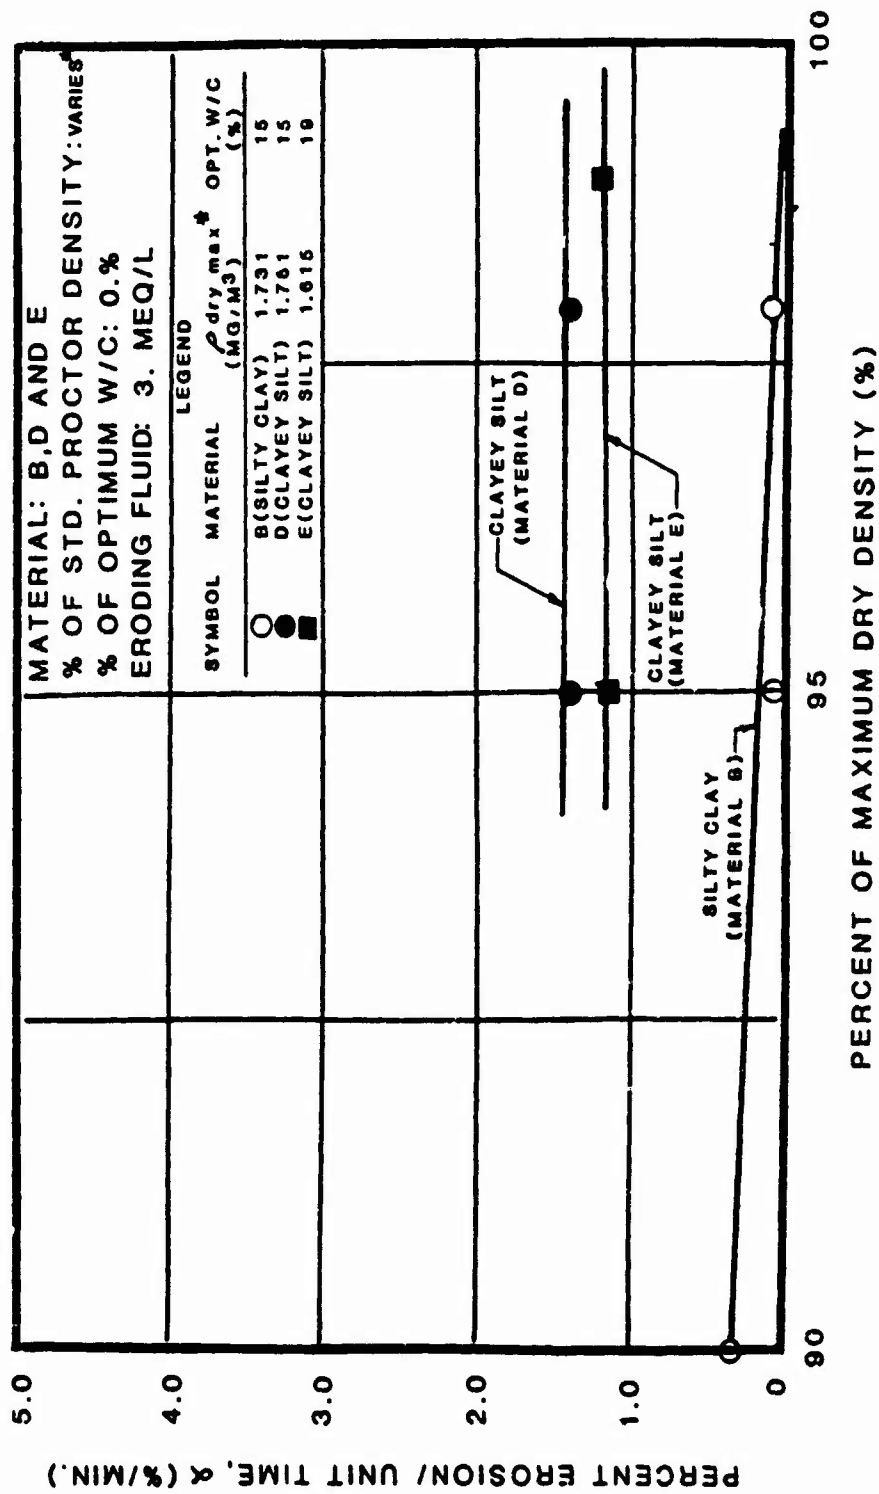 MATERIAL: B,D AND E
% OF STD. PROCTOR DENSITY: VARIES*
% OF OPTIMUM W/C: 0.%
ERODING FLUID: 3. MEQ/L
LEGEND
SYMBOL MATERIAL ρ dry max* OPT. W/C
(MG/M3) (%)
B(SILTY CLAY) 1.731 15
D(CLAYEY SILT) 1.761 15
E(CLAYEY SILT) 1.615 19
CLAYEY SILT
(MATERIAL D)
CLAYEY SILT
(MATERIAL E)
SILTY CLAY
(MATERIAL B)
5.0
4.0
3.0
2.0
1.0
0
PERCENT EROSION/ UNIT TIME, α (%/MIN.)
90
95
100
PERCENT OF MAXIMUM DRY DENSITY (%)